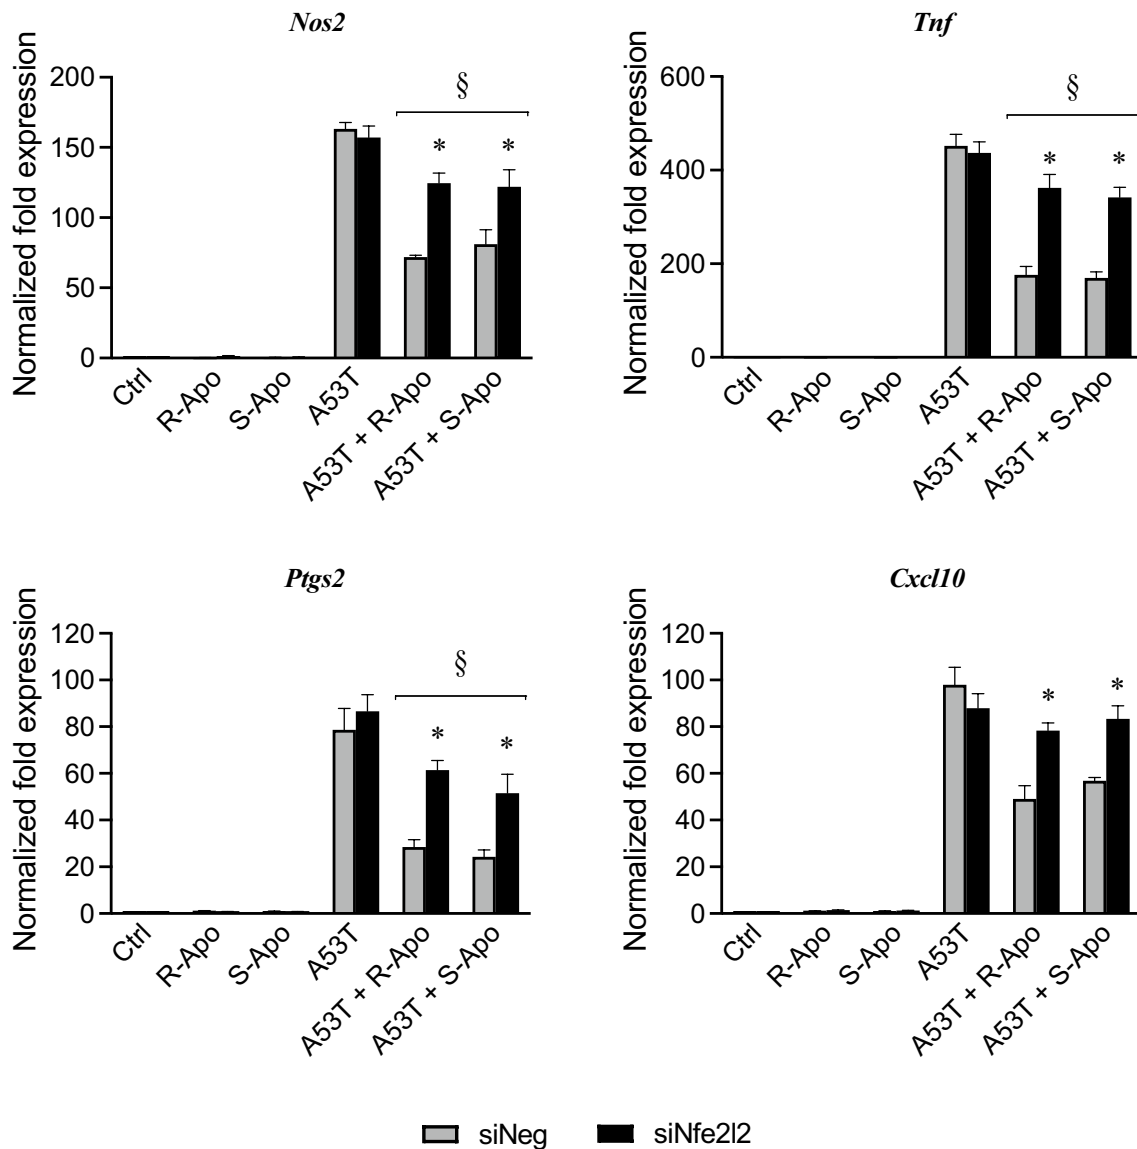 Nos2
Normalized fold expression
200
150
100
50
0
§
*
*
Ctrl
R-Apo
S-Apo
A53T
A53T + R-Apo
A53T + S-Apo
Tnf
Normalized fold expression
600
400
200
0
§
*
*
Ctrl
R-Apo
S-Apo
A53T
A53T + R-Apo
A53T + S-Apo
Ptgs2
Normalized fold expression
120
100
80
60
40
20
0
§
*
*
Ctrl
R-Apo
S-Apo
A53T
A53T + R-Apo
A53T + S-Apo
Cxcl10
Normalized fold expression
120
100
80
60
40
20
0
*
*
Ctrl
R-Apo
S-Apo
A53T
A53T + R-Apo
A53T + S-Apo
siNeg
siNfe2l2